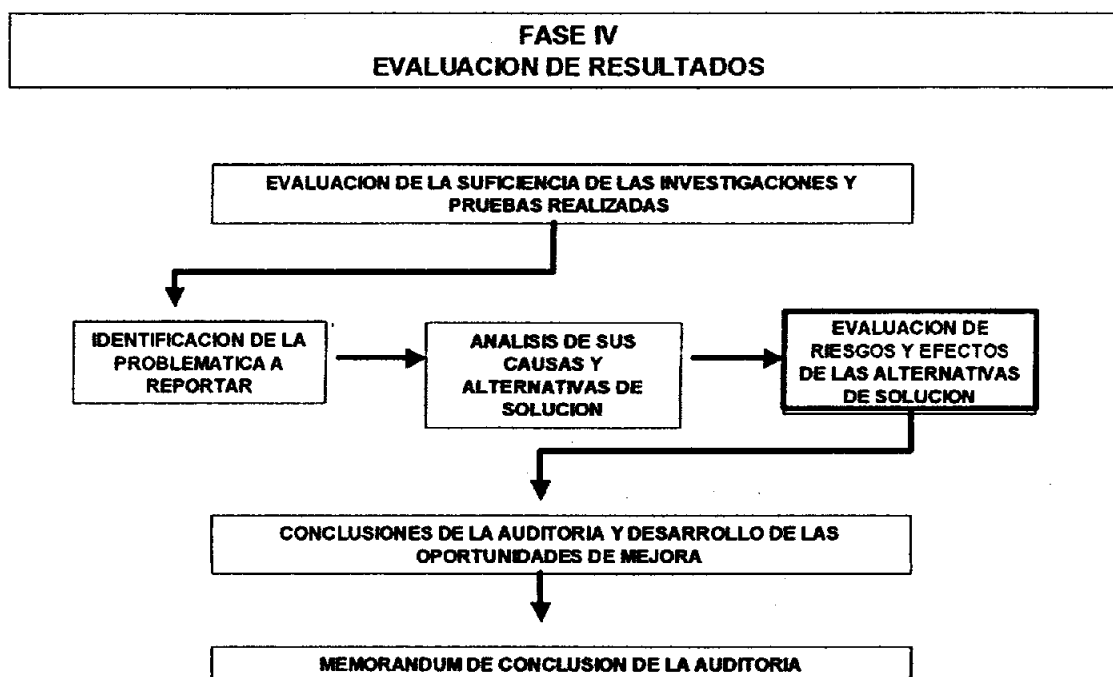 FASE IV
EVALUACION DE RESULTADOS
EVALUACION DE LA SUFICIENCIA DE LAS INVESTIGACIONES Y
PRUEBAS REALIZADAS
IDENTIFICACION DE LA
PROBLEMATICA A
REPORTAR
ANALISIS DE SUS
CAUSAS Y
ALTERNATIVAS DE
SOLUCION
EVALUACION DE
RIESGOS Y EFECTOS
DE LAS ALTERNATIVAS
DE SOLUCION
CONCLUSIONES DE LA AUDITORIA Y DESARROLLO DE LAS
OPORTUNIDADES DE MEJORA
MEMORANDUM DE CONCLUSION DE LA AUDITORIA